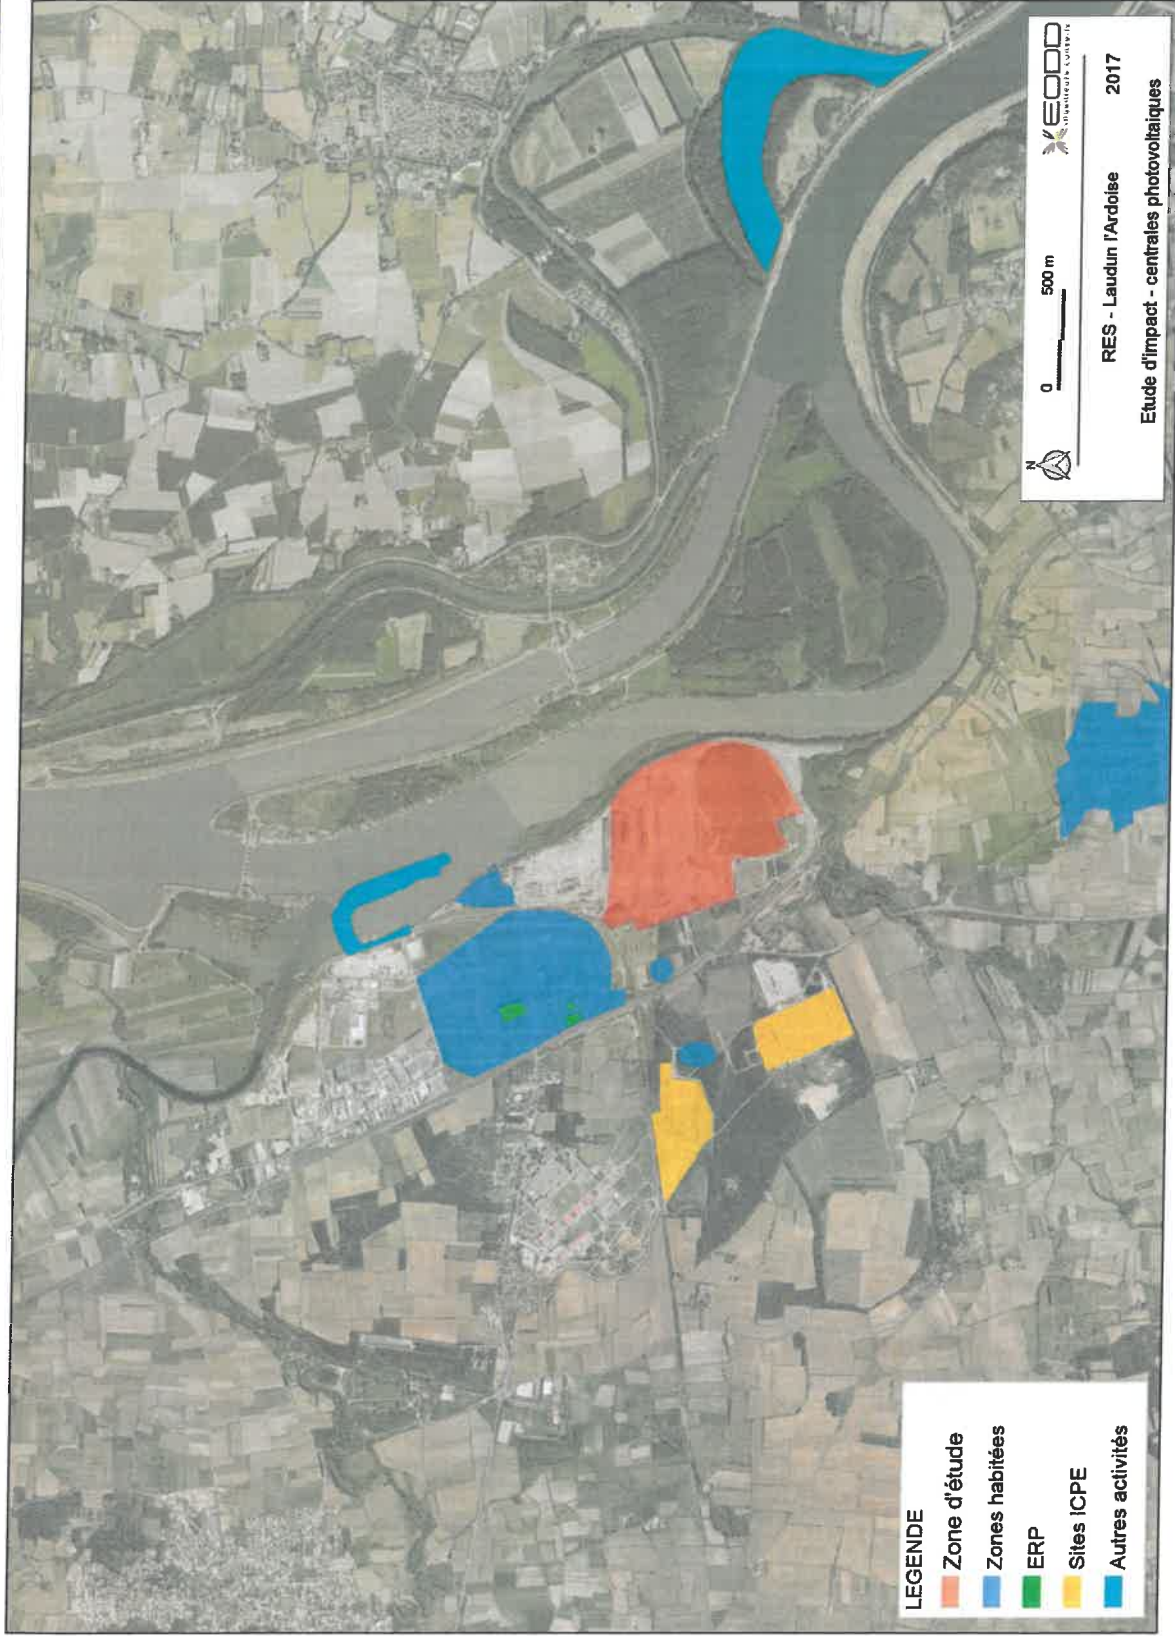 LEGENDE
Zone d'étude
Zones habitées
ERP
Sites ICPE
Autres activités
N
0 500 m
EODD
RES - Laudun l'Ardoise 2017
Etude d'impact - centrales photovoltaiques